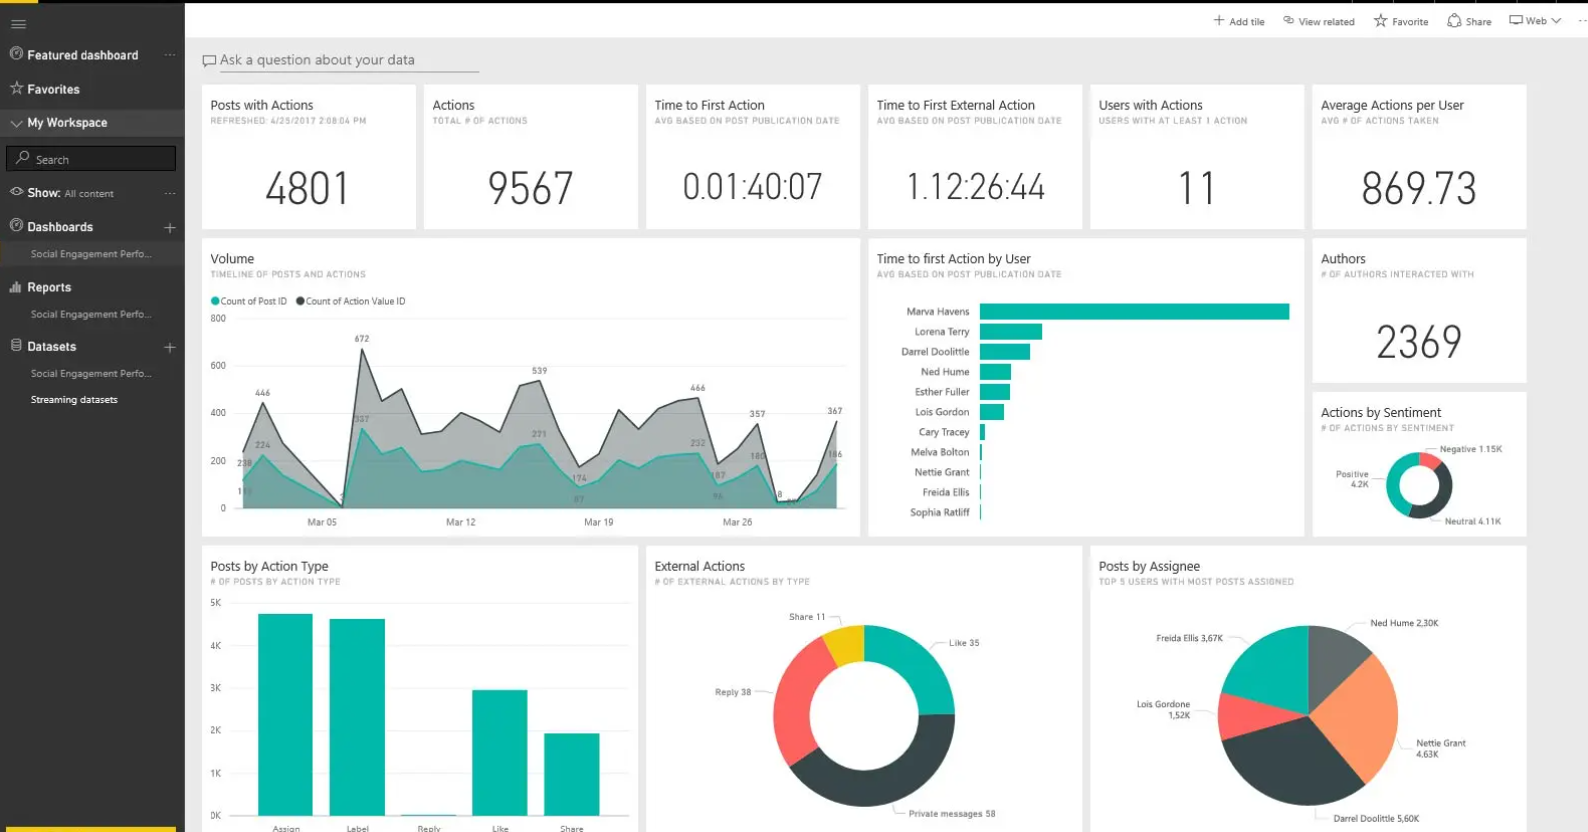 Add tile
View related
Favorite
Share
Web
Featured dashboard
Favorites
My Workspace
Search
Show: All content
Dashboards
Social Engagement Perfo...
Reports
Social Engagement Perfo...
Datasets
Social Engagement Perfo...
Streaming datasets
Ask a question about your data
Posts with Actions
REFRESHED: 4/25/2017 2:08:04 PM
4801
Actions
TOTAL # OF ACTIONS
9567
Time to First Action
AVG BASED ON POST PUBLICATION DATE
0.01:40:07
Time to First External Action
AVG BASED ON POST PUBLICATION DATE
1.12:26:44
Users with Actions
USERS WITH AT LEAST 1 ACTION
11
Average Actions per User
AVG # OF ACTIONS TAKEN
869.73
Volume
TIMELINE OF POSTS AND ACTIONS
Count of Post ID
Count of Action Value ID
800
600
400
200
0
446
224
238
672
337
539
271
174
87
466
232
187
96
357
180
8
367
186
Mar 05
Mar 12
Mar 19
Mar 26
Time to first Action by User
AVG BASED ON POST PUBLICATION DATE
Marva Havens
Lorena Terry
Darrel Doolittle
Ned Hume
Esther Fuller
Lois Gordon
Cary Tracey
Melva Bolton
Nettie Grant
Freida Ellis
Sophia Ratliff
Authors
# OF AUTHORS INTERACTED WITH
2369
Actions by Sentiment
# OF ACTIONS BY SENTIMENT
Negative 1.15K
Positive
4.2K
Neutral 4.11K
Posts by Action Type
# OF POSTS BY ACTION TYPE
5K
4K
3K
2K
1K
0K
Assign
Label
Reply
Like
Share
External Actions
# OF EXTERNAL ACTIONS BY TYPE
Share 11
Like 35
Reply 38
Private messages 58
Posts by Assignee
TOP 5 USERS WITH MOST POSTS ASSIGNED
Ned Hume 2,30K
Freida Ellis 3,67K
Lois Gordone
1,52K
Nettie Grant
4.63K
Darrel Doolittle 5,60K